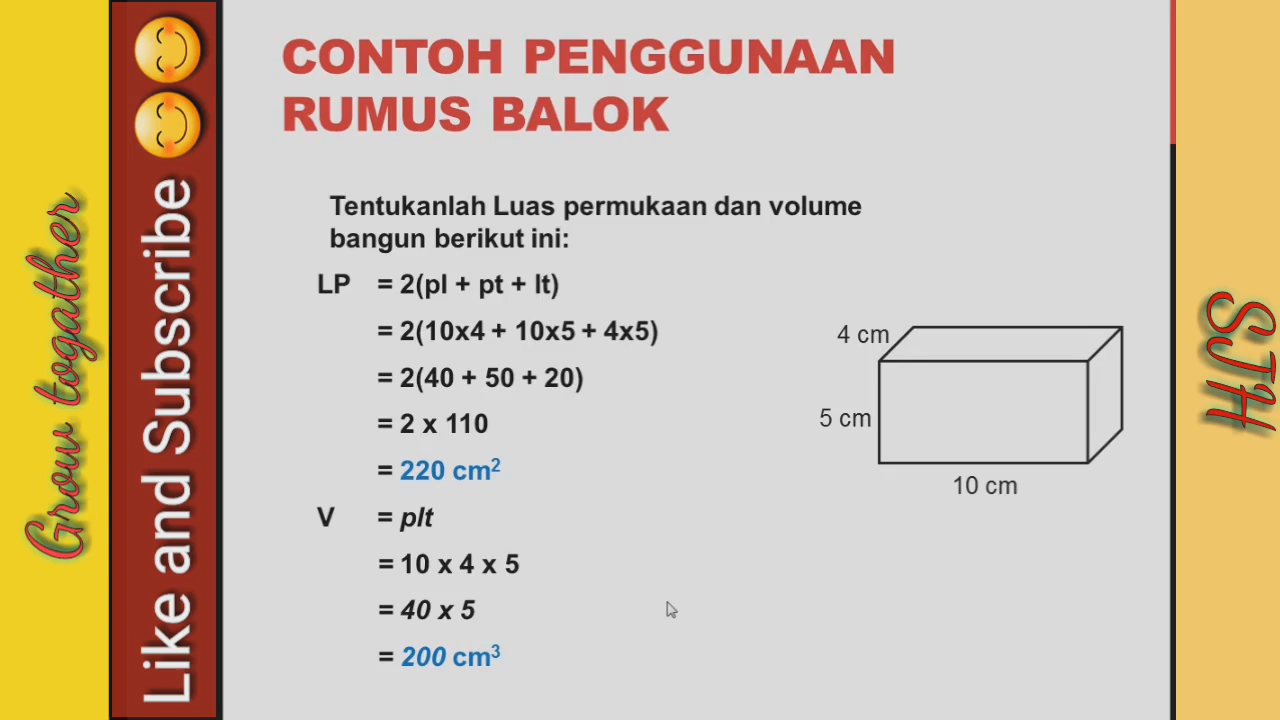 CONTOH PENGGUNAAN
RUMUS BALOK
Tentukanlah Luas permukaan dan volume
bangun berikut ini:
LP = 2(pl + pt + lt)
= 2(10x4 + 10x5 + 4x5)
= 2(40 + 50 + 20)
= 2 x 110
= 220 cm²
V = plt
= 10 x 4 x 5
= 40 x 5
= 200 cm³
4 cm
5 cm
10 cm
Grow togather
Like and Subscribe 😊😊
SJH